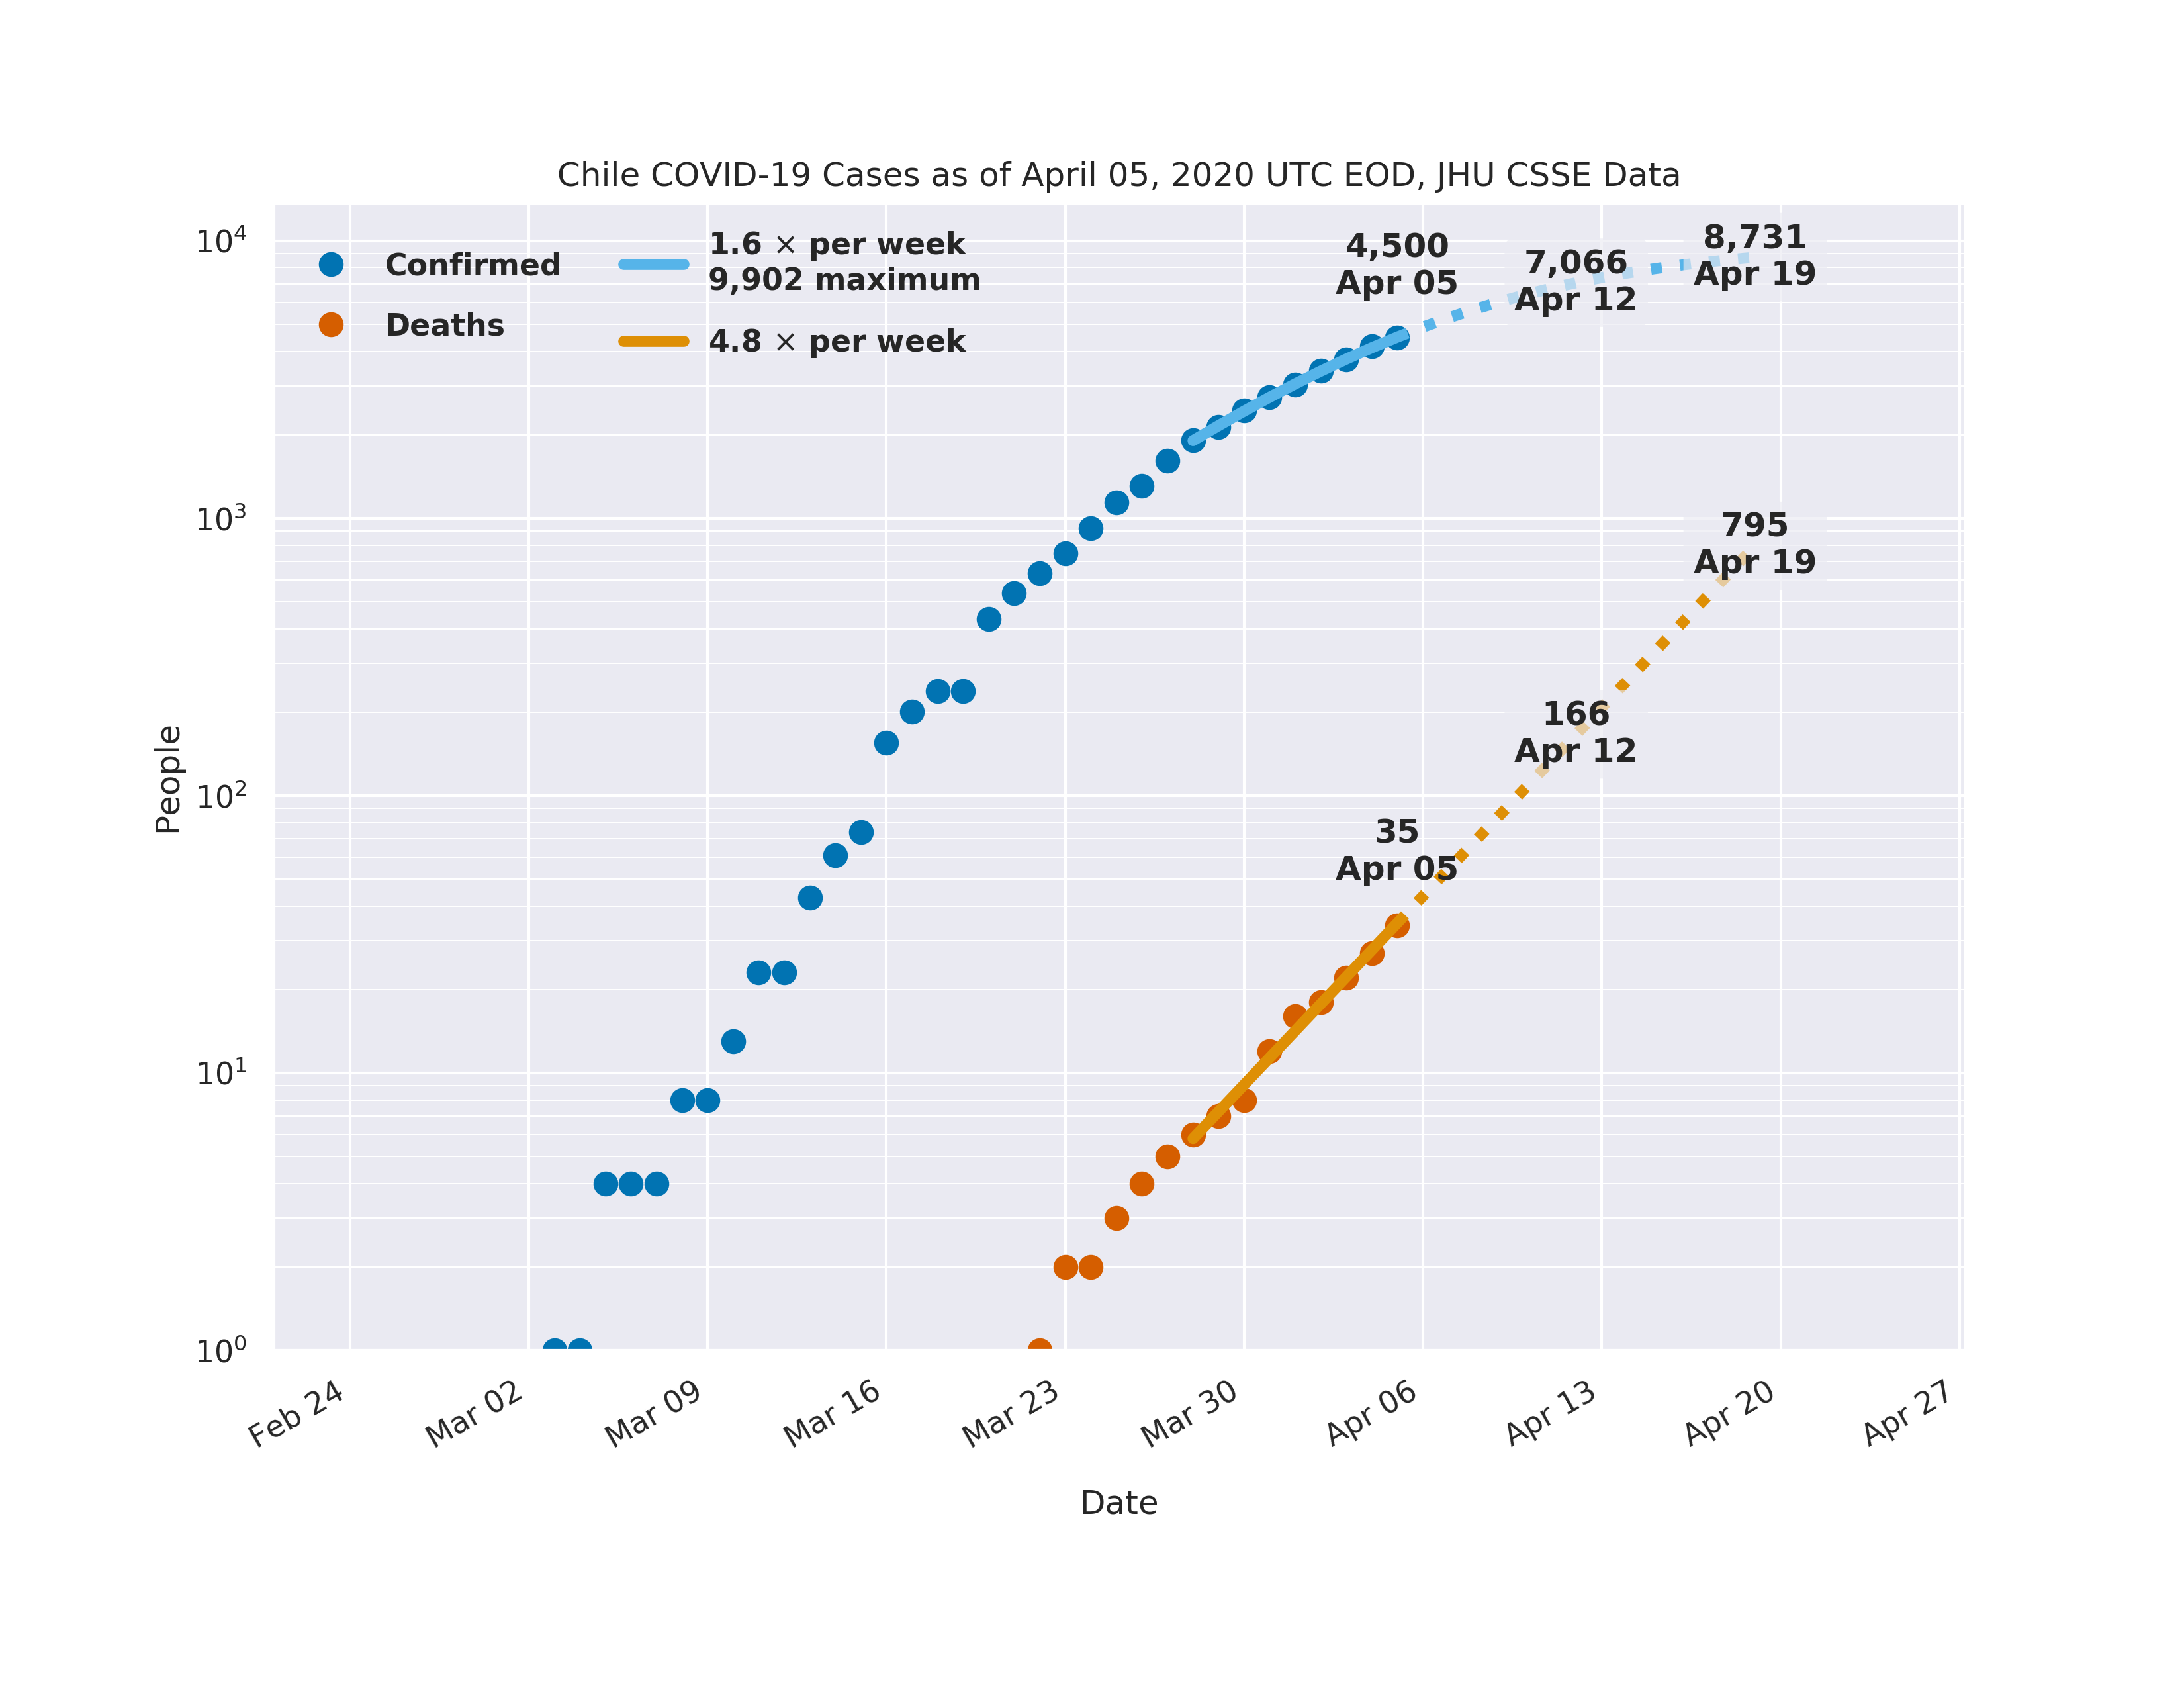 Chile COVID-19 Cases as of April 05, 2020 UTC EOD, JHU CSSE Data
Confirmed
Deaths
1.6 × per week
9,902 maximum
4.8 × per week
4,500
Apr 05
7,066
Apr 12
8,731
Apr 19
795
Apr 19
166
Apr 12
35
Apr 05
People
10⁴
10³
10²
10¹
10⁰
Feb 24
Mar 02
Mar 09
Mar 16
Mar 23
Mar 30
Apr 06
Apr 13
Apr 20
Apr 27
Date